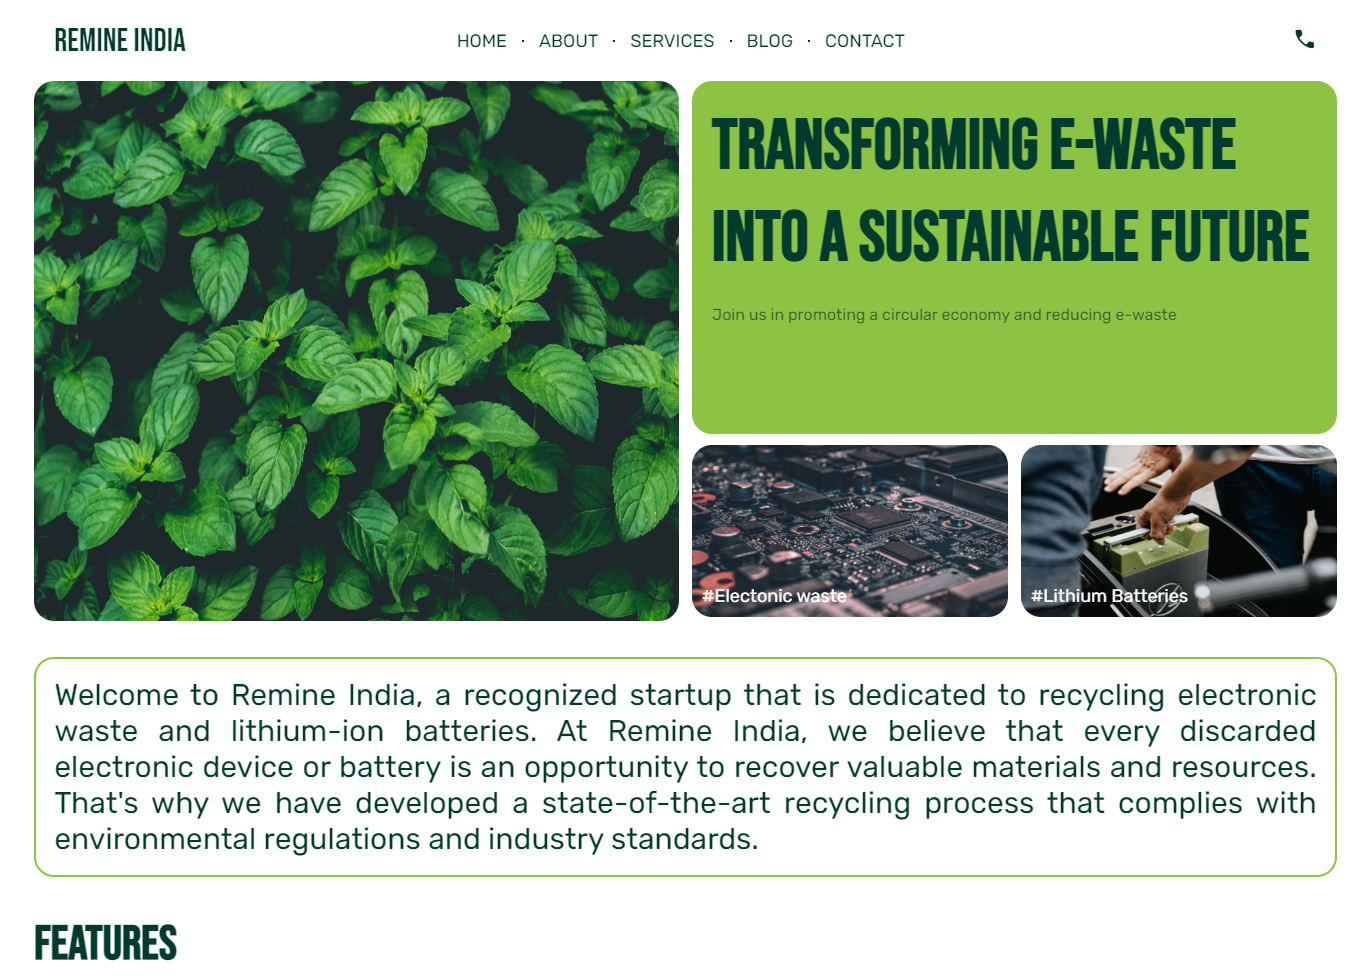 REMINE INDIA
HOME · ABOUT · SERVICES · BLOG · CONTACT
TRANSFORMING E-WASTE
INTO A SUSTAINABLE FUTURE
Join us in promoting a circular economy and reducing e-waste
#Electonic waste
#Lithium Batteries
Welcome to Remine India, a recognized startup that is dedicated to recycling electronic
waste and lithium-ion batteries. At Remine India, we believe that every discarded
electronic device or battery is an opportunity to recover valuable materials and resources.
That's why we have developed a state-of-the-art recycling process that complies with
environmental regulations and industry standards.
FEATURES